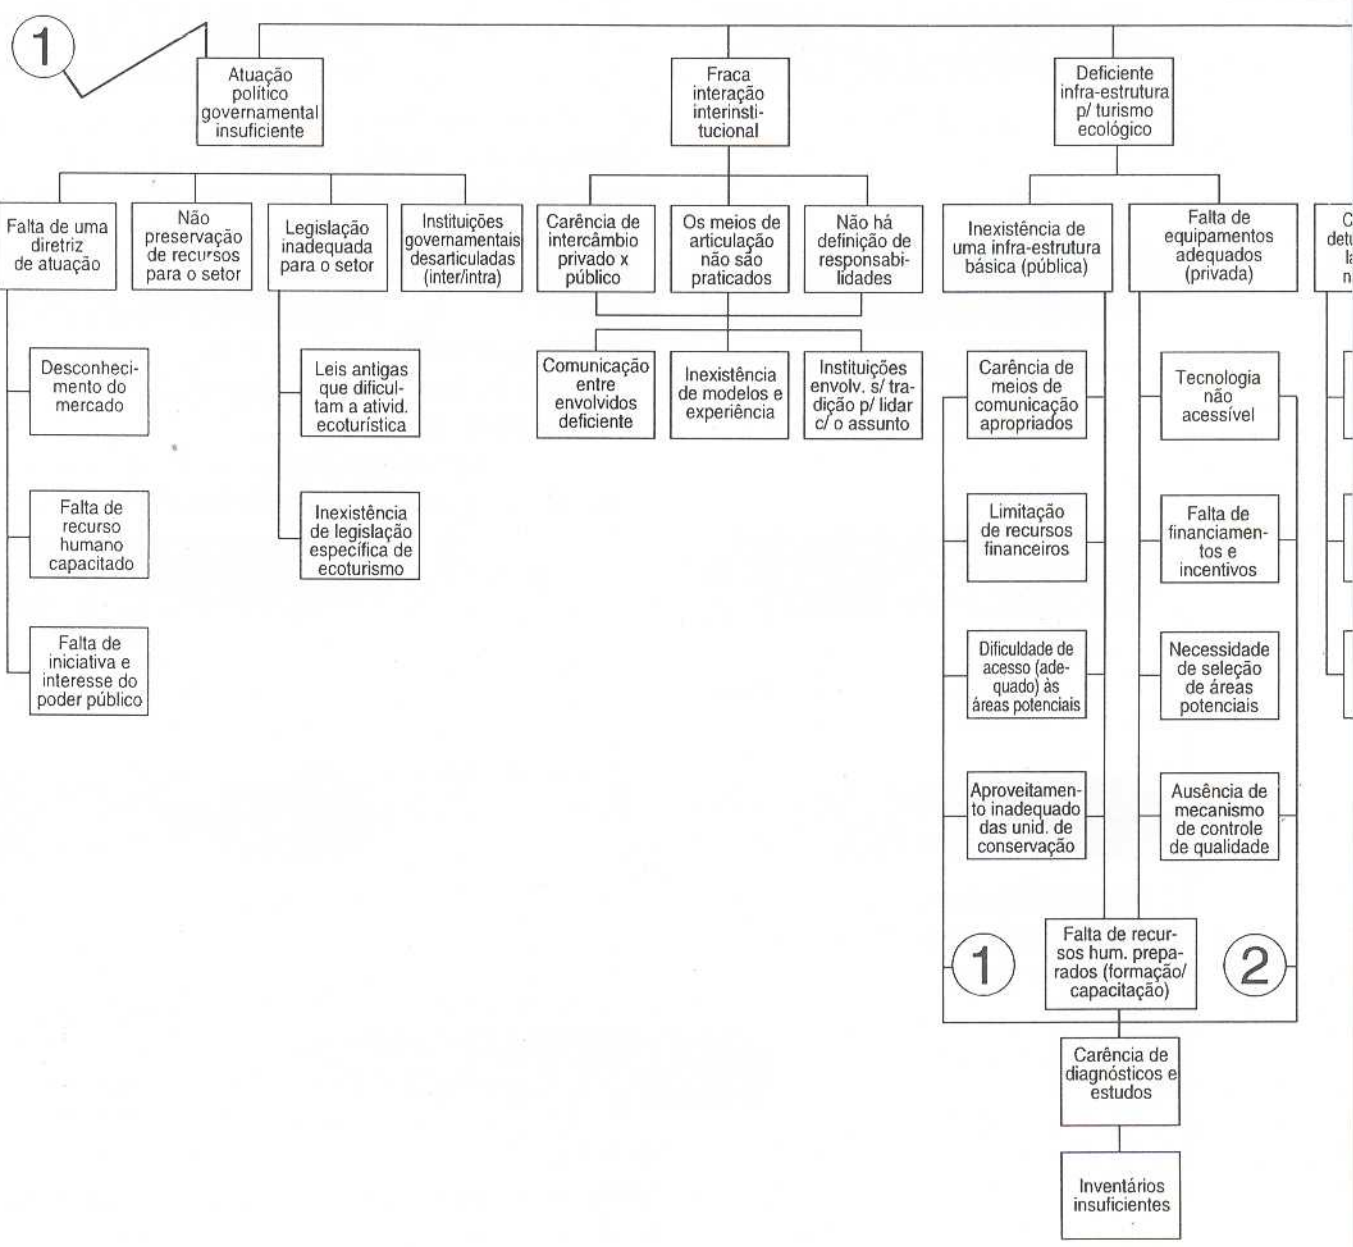 1
Atuação
político
governamental
insuficiente
Fraca
interação
interinsti-
tucional
Deficiente
infra-estrutura
p/ turismo
ecológico
Falta de uma
diretriz
de atuação
Não
preservação
de recursos
para o setor
Legislação
inadequada
para o setor
Instituições
governamentais
desarticuladas
(inter/intra)
Carência de
intercâmbio
privado x
público
Os meios de
articulação
não são
praticados
Não há
definição de
responsabi-
lidades
Inexistência de
uma infra-estrutura
básica (pública)
Falta de
equipamentos
adequados
(privada)
Desconheci-
mento do
mercado
Leis antigas
que dificul-
tam a ativid.
ecoturística
Comunicação
entre
envolvidos
deficiente
Inexistência
de modelos e
experiência
Instituições
envolv. s/ tra-
dição p/ lidar
c/ o assunto
Carência de
meios de
comunicação
apropriados
Tecnologia
não
acessível
Falta de
recurso
humano
capacitado
Inexistência
de legislação
específica de
ecoturismo
Limitação
de recursos
financeiros
Falta de
financiamen-
tos e
incentivos
Falta de
iniciativa e
interesse do
poder público
Dificuldade de
acesso (ade-
quado) às
áreas potenciais
Necessidade
de seleção
de áreas
potenciais
Aproveitamen-
to inadequado
das unid. de
conservação
Ausência de
mecanismo
de controle
de qualidade
1
Falta de recur-
sos hum. prepa-
rados (formação/
capacitação)
2
Carência de
diagnósticos e
estudos
Inventários
insuficientes